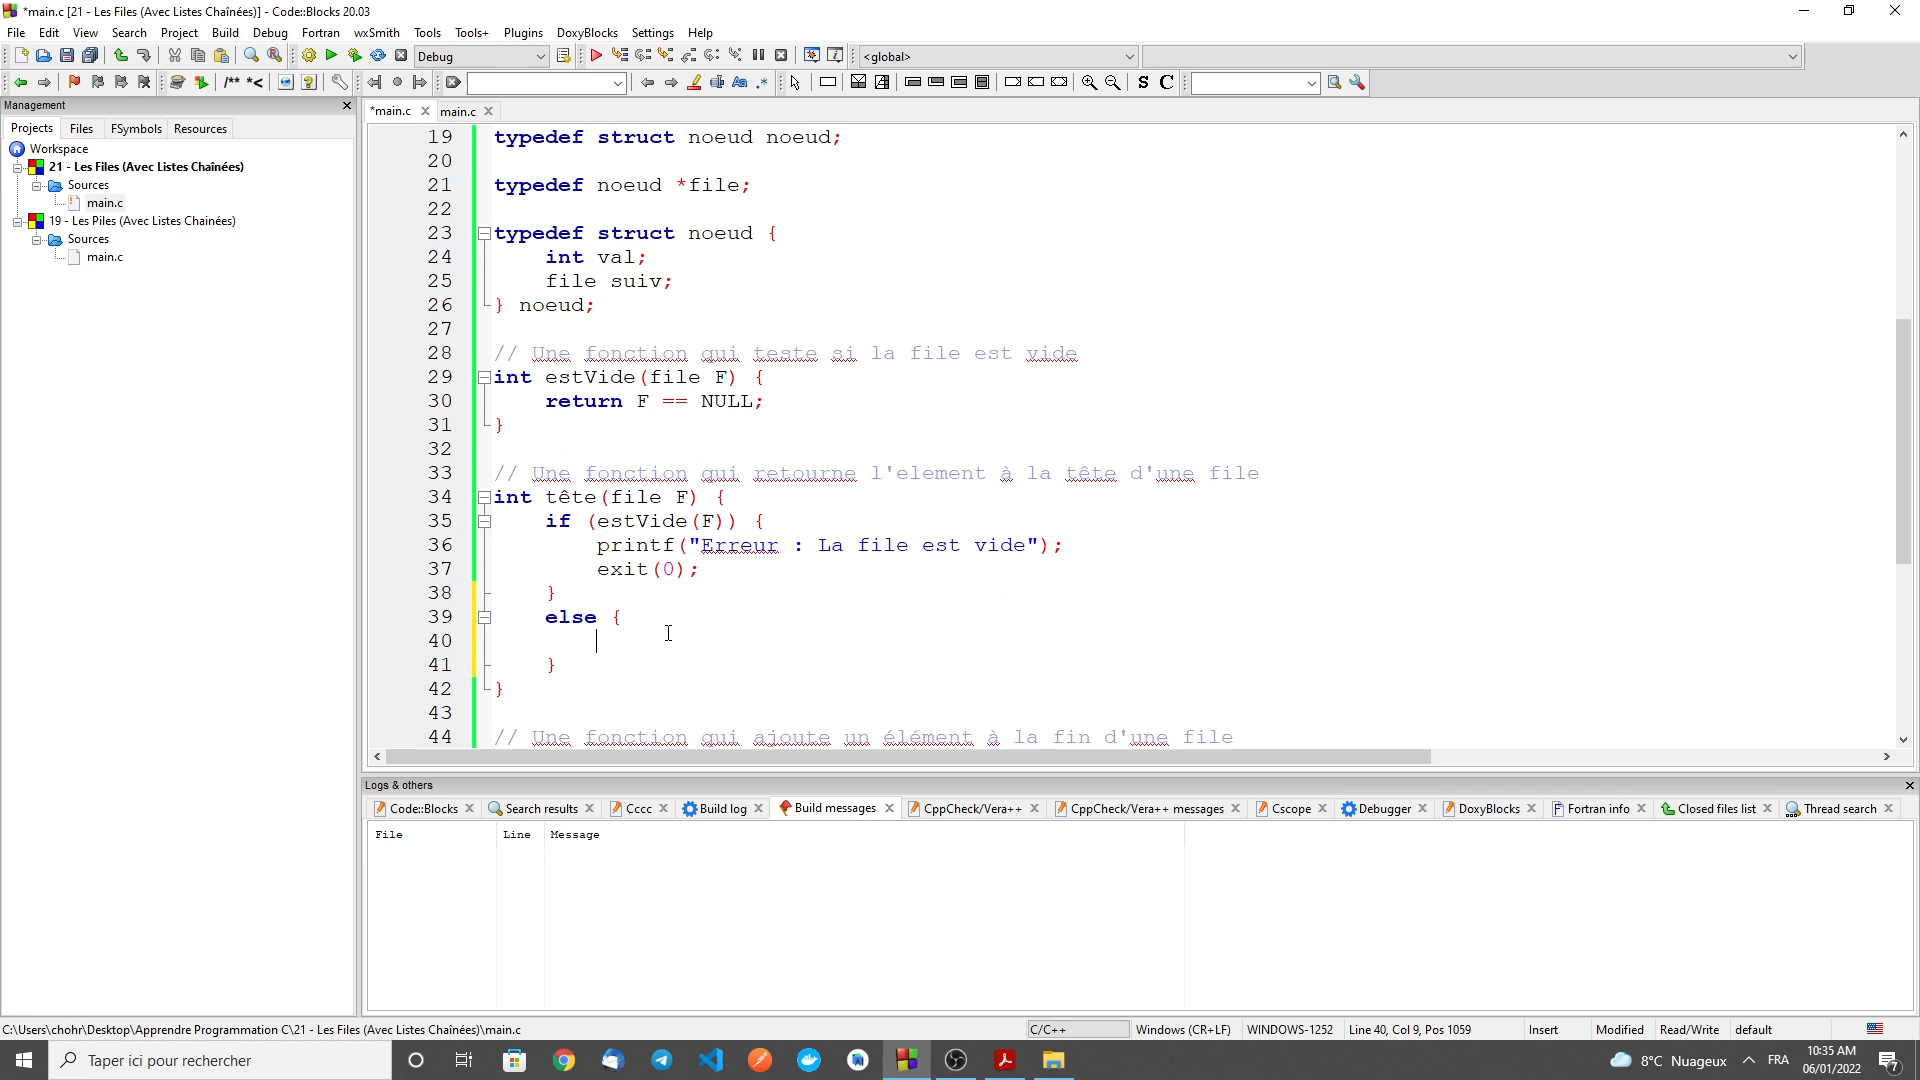 *main.c [21 - Les Files (Avec Listes Chaînées)] - Code::Blocks 20.03
File Edit View Search Project Build Debug Fortran wxSmith Tools Tools+ Plugins DoxyBlocks Settings Help
Debug
<global>
/** *<
S C
Management
Projects Files FSymbols Resources
Workspace
21 - Les Files (Avec Listes Chaînées)
Sources
main.c
19 - Les Piles (Avec Listes Chainées)
Sources
main.c
*main.c main.c
19 typedef struct noeud noeud;
20
21 typedef noeud *file;
22
23 typedef struct noeud {
24 int val;
25 file suiv;
26 } noeud;
27
28 // Une fonction qui teste si la file est vide
29 int estVide(file F) {
30 return F == NULL;
31 }
32
33 // Une fonction qui retourne l'element à la tête d'une file
34 int tête(file F) {
35 if (estVide(F)) {
36 printf("Erreur : La file est vide");
37 exit(0);
38 }
39 else {
40
41 }
42 }
43
44 // Une fonction qui ajoute un élément à la fin d'une file
Logs & others
Code::Blocks Search results Cccc Build log Build messages CppCheck/Vera++ CppCheck/Vera++ messages Cscope Debugger DoxyBlocks Fortran info Closed files list Thread search
File Line Message
C:\Users\chohr\Desktop\Apprendre Programmation C\21 - Les Files (Avec Listes Chaînées)\main.c C/C++ Windows (CR+LF) WINDOWS-1252 Line 40, Col 9, Pos 1059 Insert Modified Read/Write default
Taper ici pour rechercher
8°C Nuageux FRA
10:35 AM
06/01/2022
7